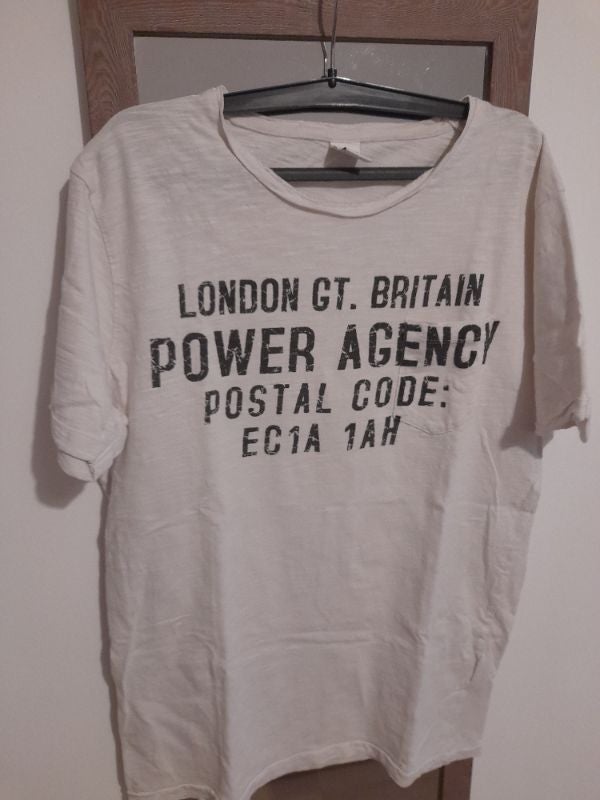 LONDON GT. BRITAIN
POWER AGENCY
POSTAL CODE:
EC1A 1AH